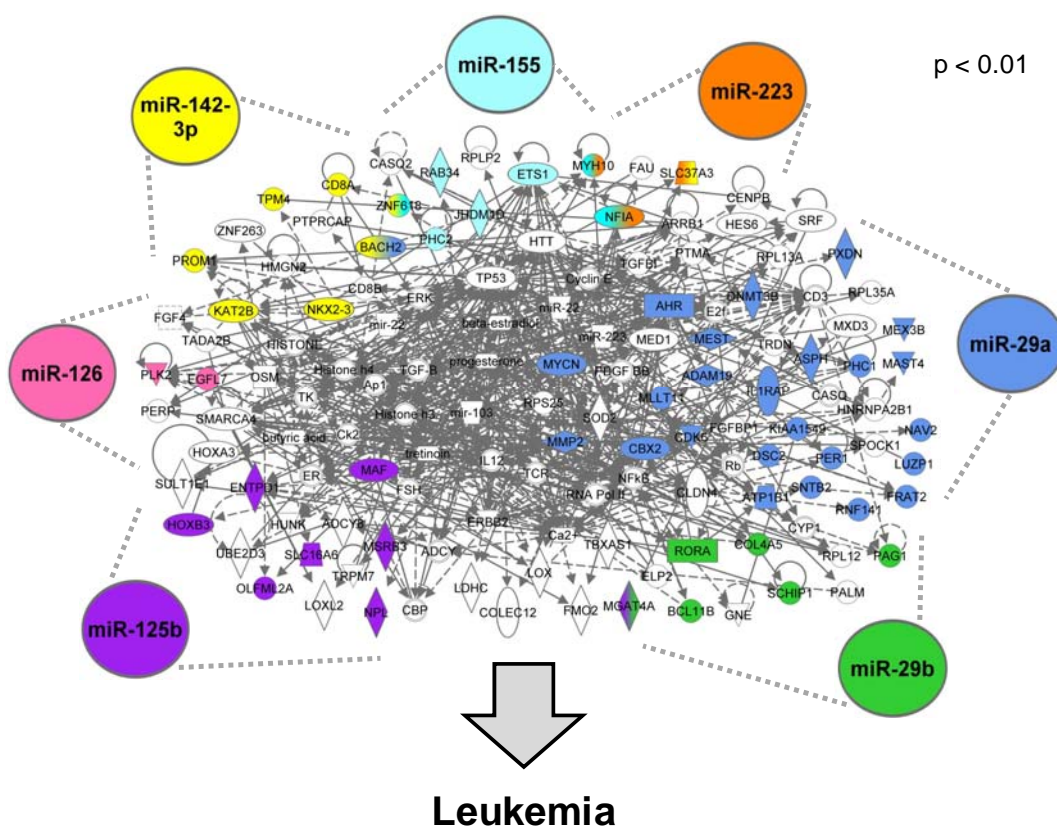 miR-155
miR-223
p < 0.01
miR-142-
3p
CASQ2
RAB34
RPLP2
ETS1
MYH10
FAU
SLC37A3
CD8A
TPM4
ZNF618
JHDM1D
NFIA
ARRB1
CENPB
PTPRCAP
PHC2
HES6
SRF
ZNF263
BACH2
HTT
PTMA
PROM1
HMGN2
TP53
Cyclin E
TGFBI
RPL13A
PXDN
CD8B
ERK
miR-22
AHR
DNMT3B
CD3
RPL35A
FGF4
KAT2B
NKX2-3
mir-22
beta-estradiol
miR-223
E2f
MED1
MXD3
TADA2B
HISTONE
MEST
TRDN
MEX3B
miR-29a
miR-126
PLK2
EGFL7
OSM
Histone h4
TGF-B
progesterone
MYCN
PDGF BB
ADAM19
ASPH
PHC1
MAST4
Ap1
TK
MLLT11
IL1RAP
CASQ
PERP
SMARCA4
Histone h3
mir-103
RPS25
SOD2
FGFBP1
HNRNPA2B1
HOXA3
butyric acid
Ck2
tretinoin
MMP2
CBX2
CDK6
KIAA1549
SPOCK1
NAV2
SULT1E1
ENTPD1
ER
MAF
IL12
TCR
NFkB
Rb
DSC2
PER1
LUZP1
FSH
RNA Pol II
CLDN4
ATP1B1
SNTB2
FRAT2
HOXB3
HUNK
ADCY8
ERBB2
Ca2+
TBXAS1
CYP1
RNF141
UBE2D3
SLC16A6
MSRB3
ADCY
RORA
COL4A5
RPL12
PAG1
OLFML2A
TRPM7
LDHC
LOX
ELP2
SCHIP1
PALM
miR-125b
LOXL2
NPL
CBP
COLEC12
FMO2
MGAT4A
BCL11B
GNE
miR-29b
Leukemia